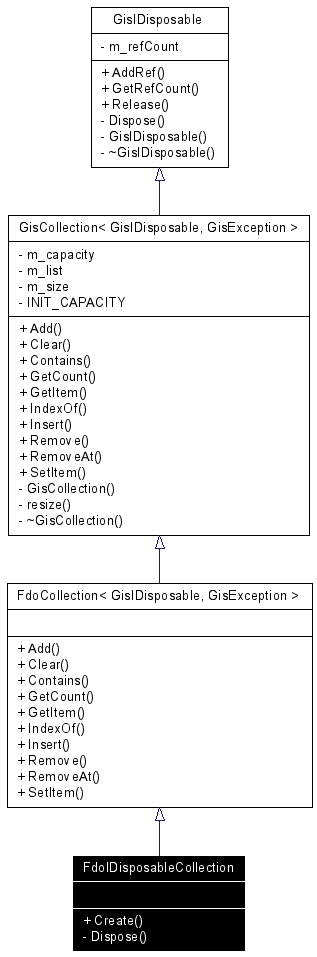 GisIDisposable
- m_refCount
+ AddRef()
+ GetRefCount()
+ Release()
- Dispose()
- GisIDisposable()
- ~GisIDisposable()
GisCollection< GisIDisposable, GisException >
- m_capacity
- m_list
- m_size
- INIT_CAPACITY
+ Add()
+ Clear()
+ Contains()
+ GetCount()
+ GetItem()
+ IndexOf()
+ Insert()
+ Remove()
+ RemoveAt()
+ SetItem()
- GisCollection()
- resize()
- ~GisCollection()
FdoCollection< GisIDisposable, GisException >
+ Add()
+ Clear()
+ Contains()
+ GetCount()
+ GetItem()
+ IndexOf()
+ Insert()
+ Remove()
+ RemoveAt()
+ SetItem()
FdoIDisposableCollection
+ Create()
- Dispose()